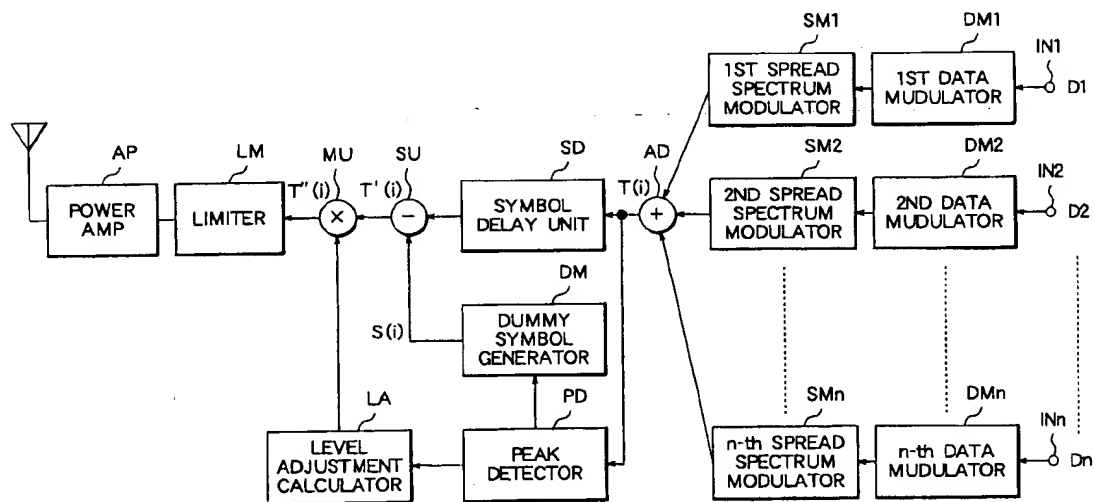 SM1
DM1
IN1
1ST SPREAD
SPECTRUM
MODULATOR
1ST DATA
MUDULATOR
D1
AP
LM
MU
SU
SD
AD
SM2
DM2
IN2
T"(i)
T'(i)
T(i)
POWER
AMP
LIMITER
×
−
SYMBOL
DELAY UNIT
+
2ND SPREAD
SPECTRUM
MODULATOR
2ND DATA
MUDULATOR
D2
DM
S(i)
DUMMY
SYMBOL
GENERATOR
LA
PD
SMn
DMn
INn
LEVEL
ADJUSTMENT
CALCULATOR
PEAK
DETECTOR
n-th SPREAD
SPECTRUM
MODULATOR
n-th DATA
MUDULATOR
Dn